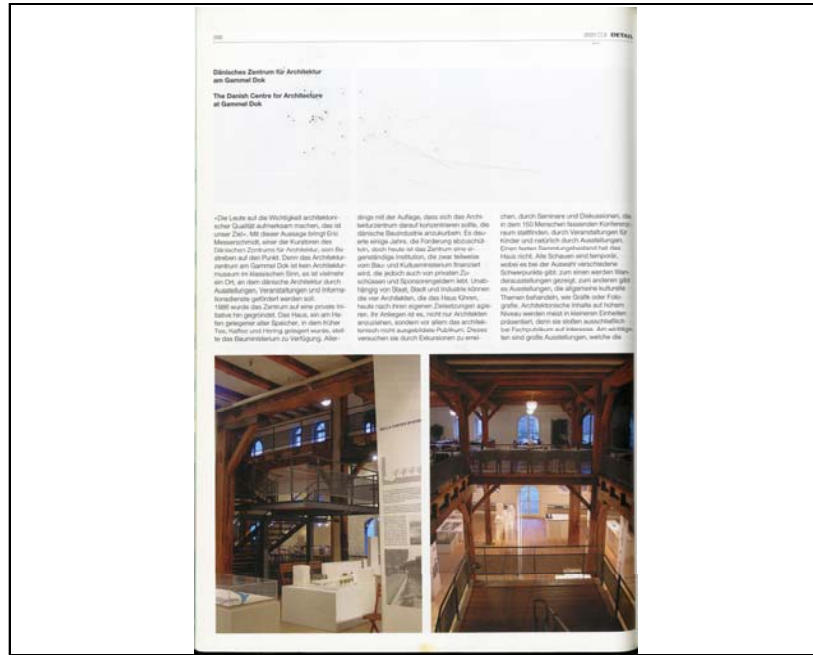 DETAIL
Dänisches Zentrum für Architektur
am Gammel Dok
The Danish Centre for Architecture
at Gammel Dok
«Die Leute auf die Wichtigkeit architektoni-
scher Qualität aufmerksam machen, das ist
unser Ziel». Mit dieser Aussage bringt Eric
Messerschmidt, einer der Kuratoren des
Dänischen Zentrums für Architektur, sein Be-
streben auf den Punkt. Denn das Architektur-
zentrum am Gammel Dok ist kein Architektur-
museum im klassischen Sinn, es ist vielmehr
ein Ort, an dem dänische Architektur durch
Ausstellungen, Veranstaltungen und Informa-
tionsdienste gefördert werden soll.
1986 wurde das Zentrum auf eine private Ini-
tiative hin gegründet. Das Haus, ein am Ha-
fen gelegener alter Speicher, in dem früher
Tee, Kaffee und Hering gelagert wurde, stell-
te das Bauministerium zu Verfügung. Aller-
dings mit der Auflage, dass sich das Archi-
tekturzentrum darauf konzentrieren sollte, die
dänische Bauindustrie anzukurbeln. Es dau-
erte einige Jahre, die Forderung abzuschüt-
teln, doch heute ist das Zentrum eine ei-
genständige Institution, die zwar teilweise
vom Bau- und Kultusministerium finanziert
wird, die jedoch auch von privaten Zu-
schüssen und Sponsorengeldern lebt. Unab-
hängig von Staat, Stadt und Industrie können
die vier Architekten, die das Haus führen,
heute nach ihren eigenen Zielsetzungen agie-
ren. Ihr Anliegen ist es, nicht nur Architekten
anzuziehen, sondern vor allem das architek-
tonisch nicht ausgebildete Publikum. Dieses
versuchen sie durch Exkursionen zu errei-
chen, durch Seminare und Diskussionen, die
in dem 150 Menschen fassenden Konferenz-
raum stattfinden, durch Veranstaltungen für
Kinder und natürlich durch Ausstellungen.
Einen festen Sammlungsbestand hat das
Haus nicht. Alle Schauen sind temporär,
wobei es bei der Auswahl verschiedene
Schwerpunkte gibt: zum einen werden Wan-
derausstellungen gezeigt, zum anderen gibt
es Ausstellungen, die allgemeine kulturelle
Themen behandeln, wie Grafik oder Foto-
grafie. Architektonische Inhalte auf hohem
Niveau werden meist in kleineren Einheiten
präsentiert, denn sie stoßen ausschließlich
bei Fachpublikum auf Interesse. Am wichtigs-
ten sind große Ausstellungen, welche die